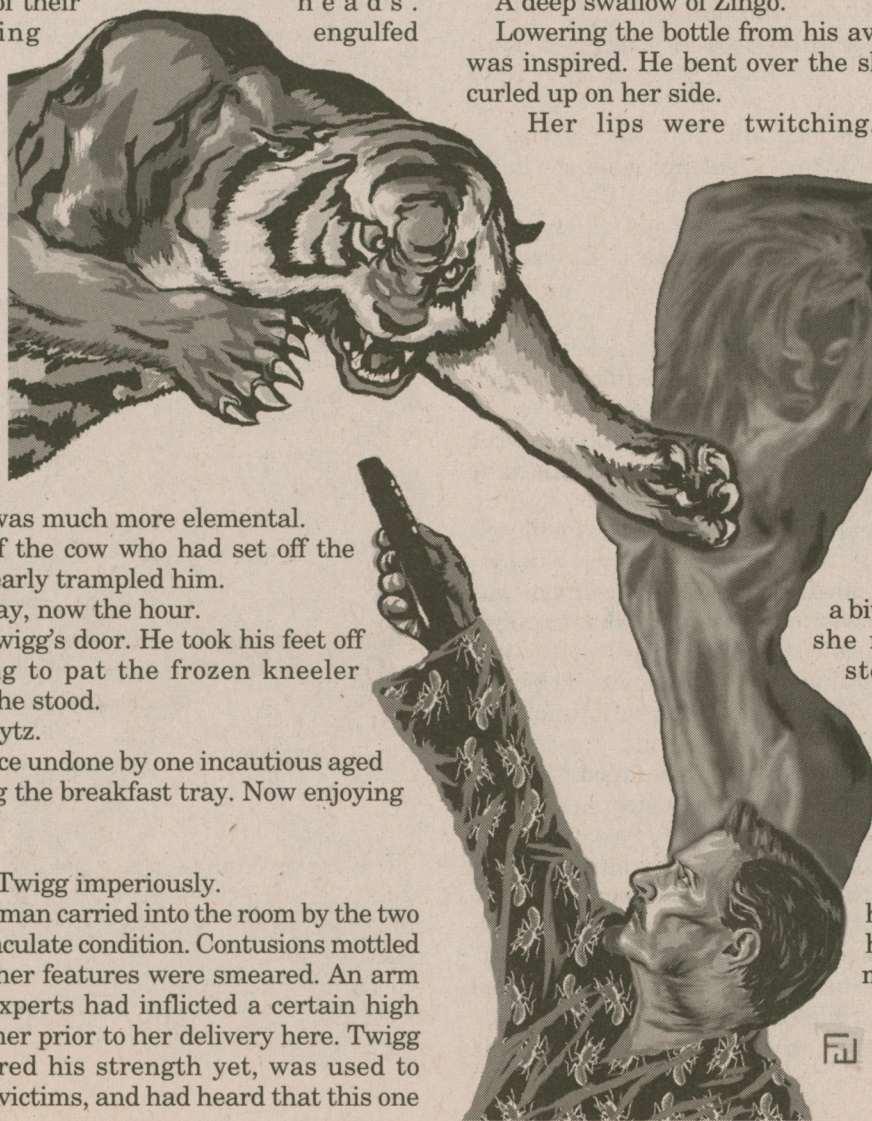 of their
heads.
ing
engulfed
was much more elemental.
f the cow who had set off the
early trampled him.
ay, now the hour.
wigg's door. He took his feet off
g to pat the frozen kneeler
he stood.
ytz.
ce undone by one incautious aged
g the breakfast tray. Now enjoying
Twigg imperiously.
man carried into the room by the two
aculate condition. Contusions mottled
her features were smeared. An arm
xperts had inflicted a certain high
ner prior to her delivery here. Twigg
red his strength yet, was used to
victims, and had heard that this one
A deep swallow of Zingo.
Lowering the bottle from his av
was inspired. He bent over the sl
curled up on her side.
Her lips were twitching.
a bi
she
st
FW